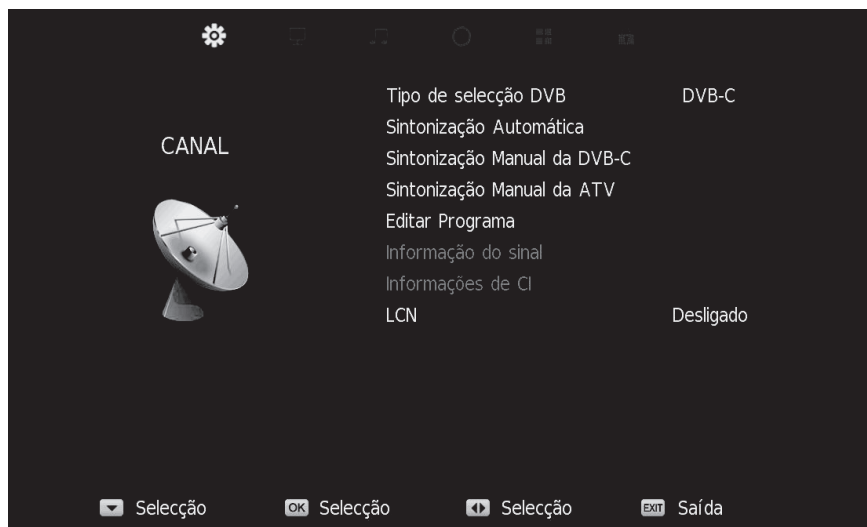 CANAL
Tipo de selecção DVB DVB-C
Sintonização Automática
Sintonização Manual da DVB-C
Sintonização Manual da ATV
Editar Programa
Informação do sinal
Informações de CI
LCN Desligado
Selecção OK Selecção Selecção EXIT Saída